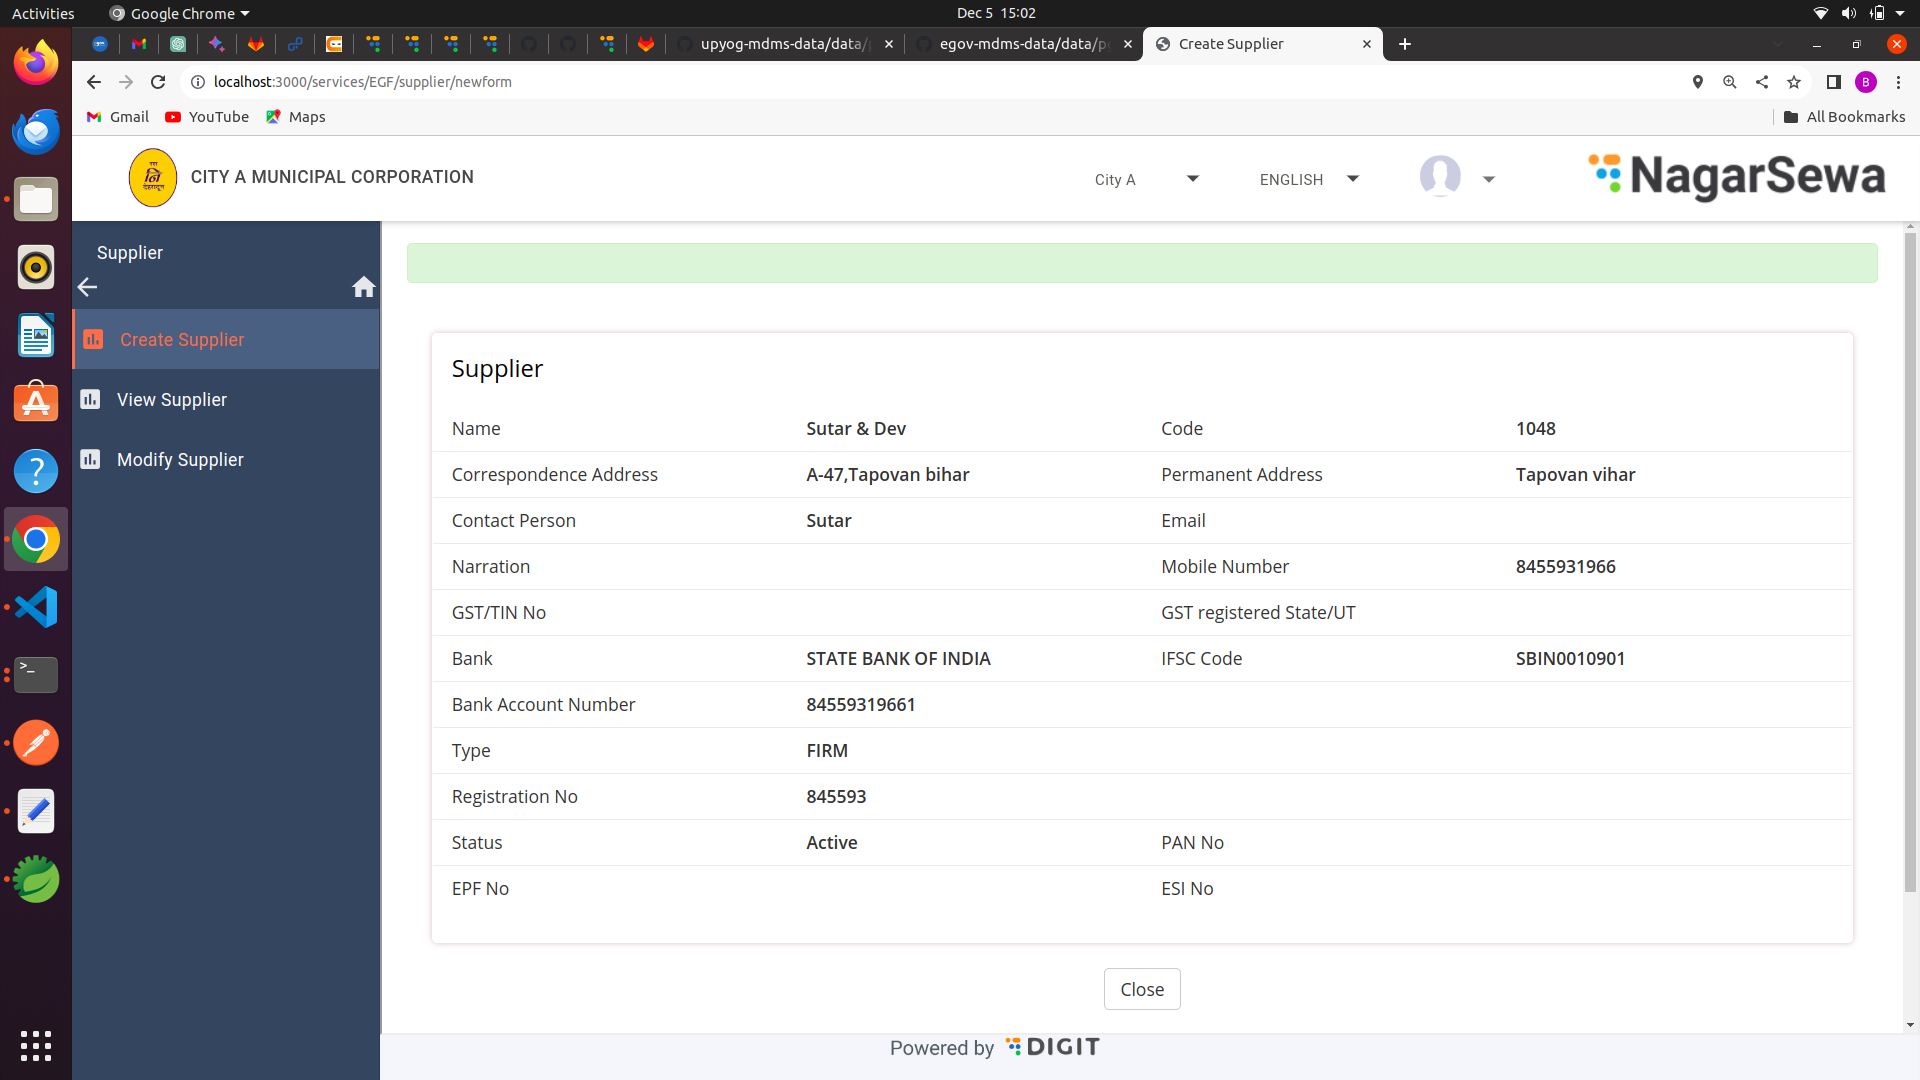 Activities
Google Chrome
Dec 5 15:02
upyog-mdms-data/data/
egov-mdms-data/data/p
Create Supplier
localhost:3000/services/EGF/supplier/newform
B
Gmail
YouTube
Maps
All Bookmarks
नि
CITY A MUNICIPAL CORPORATION
City A
ENGLISH
NagarSewa
Supplier
Create Supplier
View Supplier
Modify Supplier
Supplier
Name Sutar & Dev Code 1048
Correspondence Address A-47,Tapovan bihar Permanent Address Tapovan vihar
Contact Person Sutar Email
Narration Mobile Number 8455931966
GST/TIN No GST registered State/UT
Bank STATE BANK OF INDIA IFSC Code SBIN0010901
Bank Account Number 84559319661
Type FIRM
Registration No 845593
Status Active PAN No
EPF No ESI No
Close
Powered by DIGIT